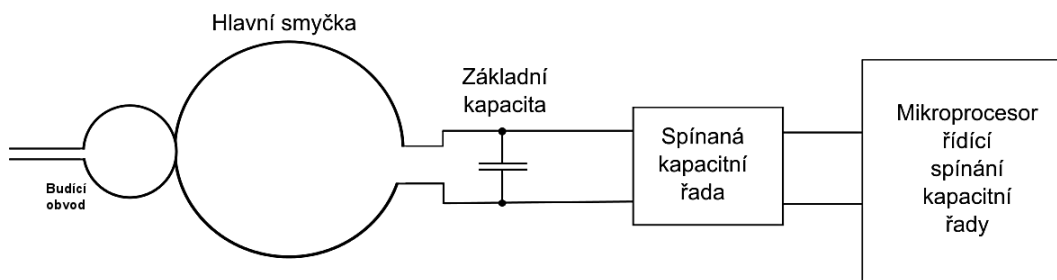 Hlavní smyčka
Budící
obvod
Základní
kapacita
Spínaná
kapacitní
řada
Mikroprocesor
řídící
spínání
kapacitní
řady